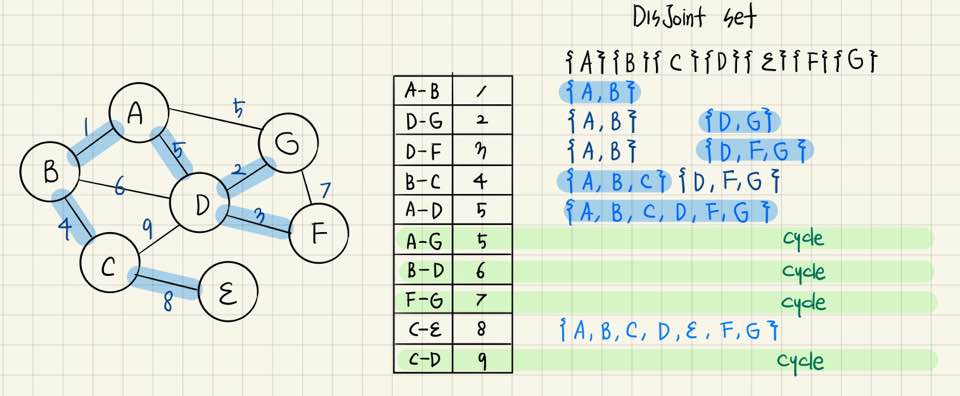 DisJoint set
{A}{B}{C}{D}{E}{F}{G}
A-B 1 {A,B}
D-G 2 {A,B} {D,G}
D-F 3 {A,B} {D,F,G}
B-C 4 {A,B,C} {D,F,G}
A-D 5 {A,B,C,D,F,G}
A-G 5 cycle
B-D 6 cycle
F-G 7 cycle
C-E 8 {A,B,C,D,E,F,G}
C-D 9 cycle
A
5
1
G
B
5
2
6
7
D
3
4
9
F
C
8
E